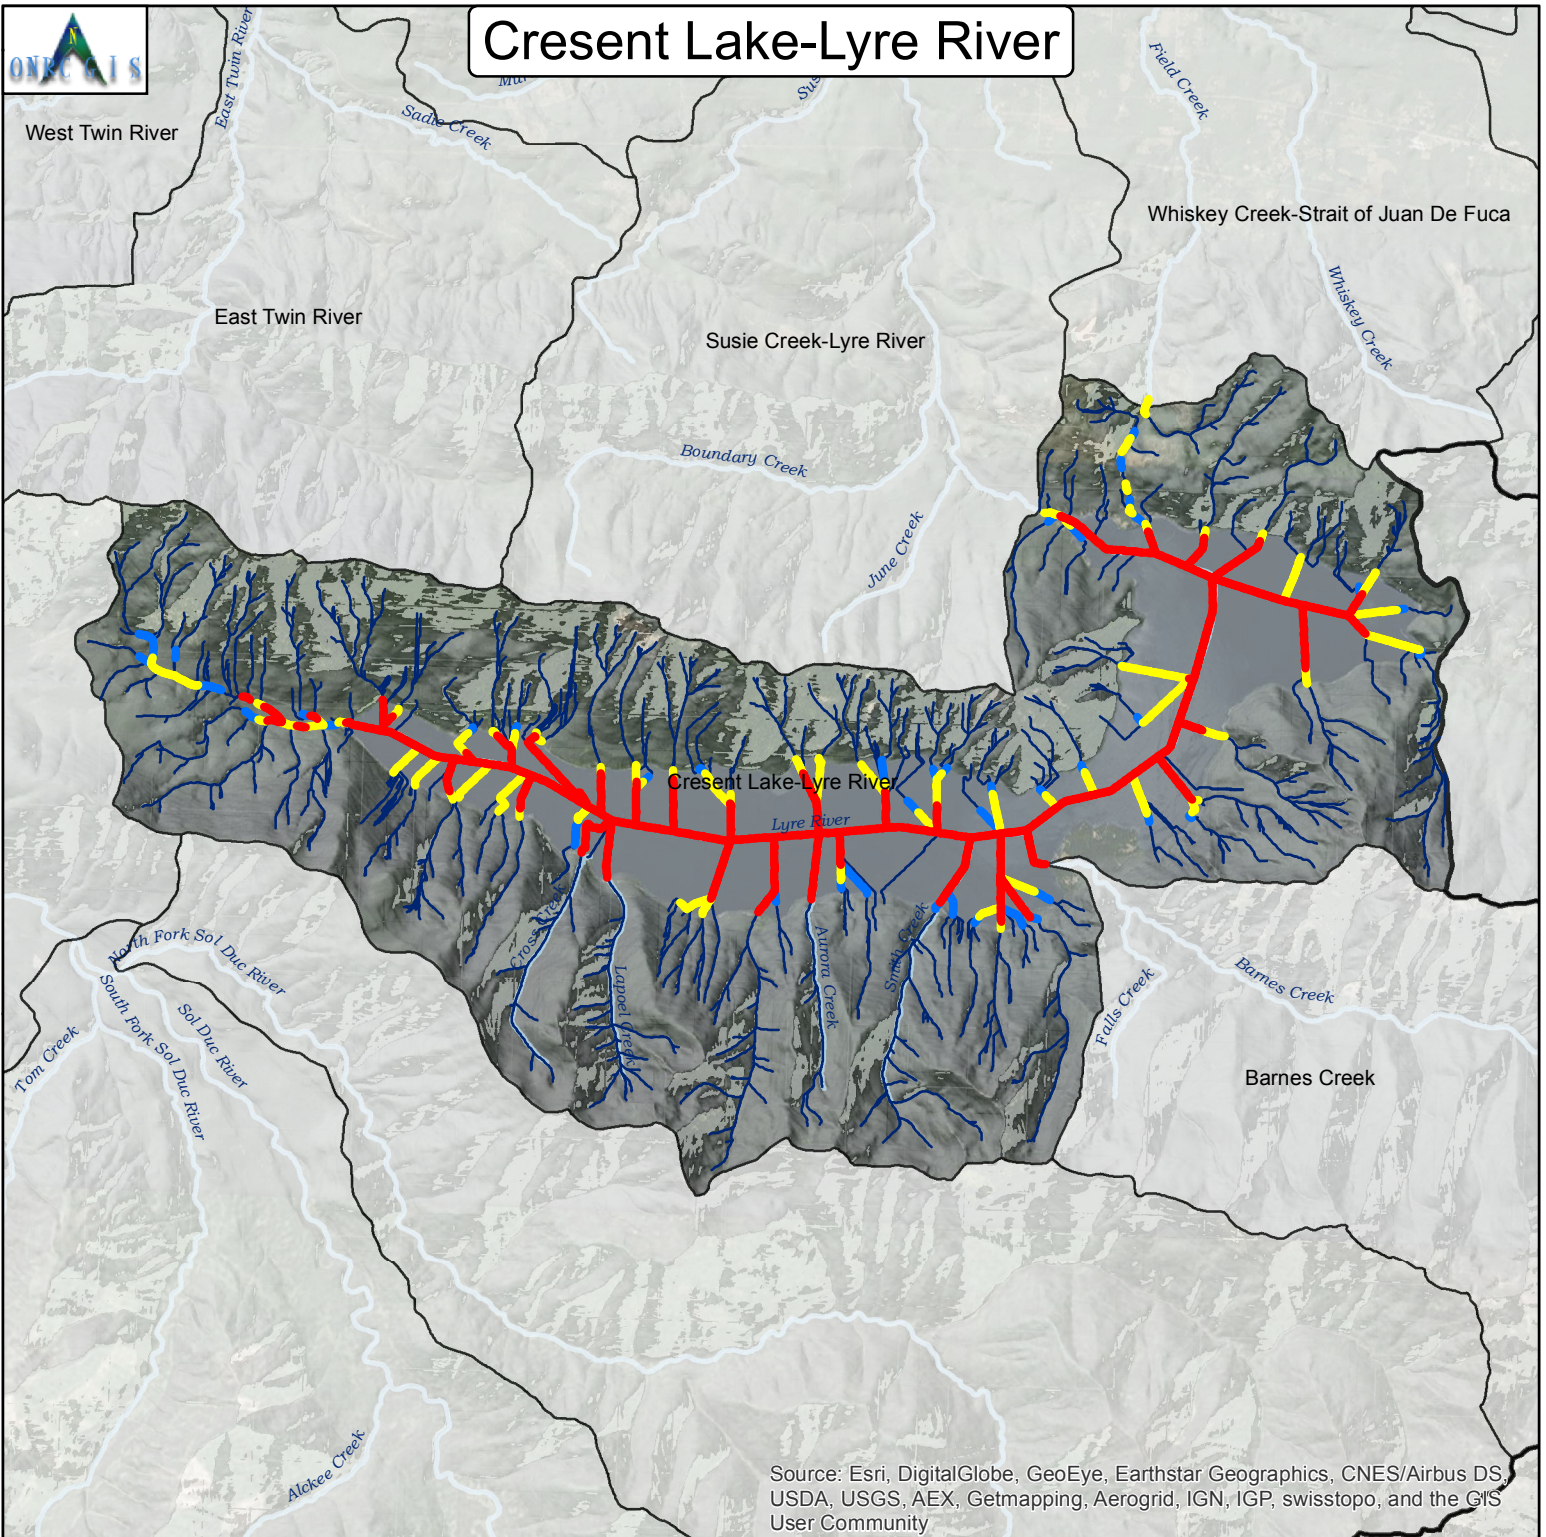 Cresent Lake-Lyre River
N
ONRC GIS
East Twin River
Field Creek
Sadie Creek
West Twin River
Whiskey Creek-Strait of Juan De Fuca
Whiskey Creek
East Twin River
Susie Creek-Lyre River
Boundary Creek
June Creek
Cresent Lake-Lyre River
Lyre River
Cross Creek
Lapoel Creek
Aurora Creek
Smith Creek
North Fork Sol Duc River
South Fork Sol Duc River
Sol Duc River
Tom Creek
Falls Creek
Barnes Creek
Barnes Creek
Alckee Creek
Source: Esri, DigitalGlobe, GeoEye, Earthstar Geographics, CNES/Airbus DS,
USDA, USGS, AEX, Getmapping, Aerogrid, IGN, IGP, swisstopo, and the GIS
User Community